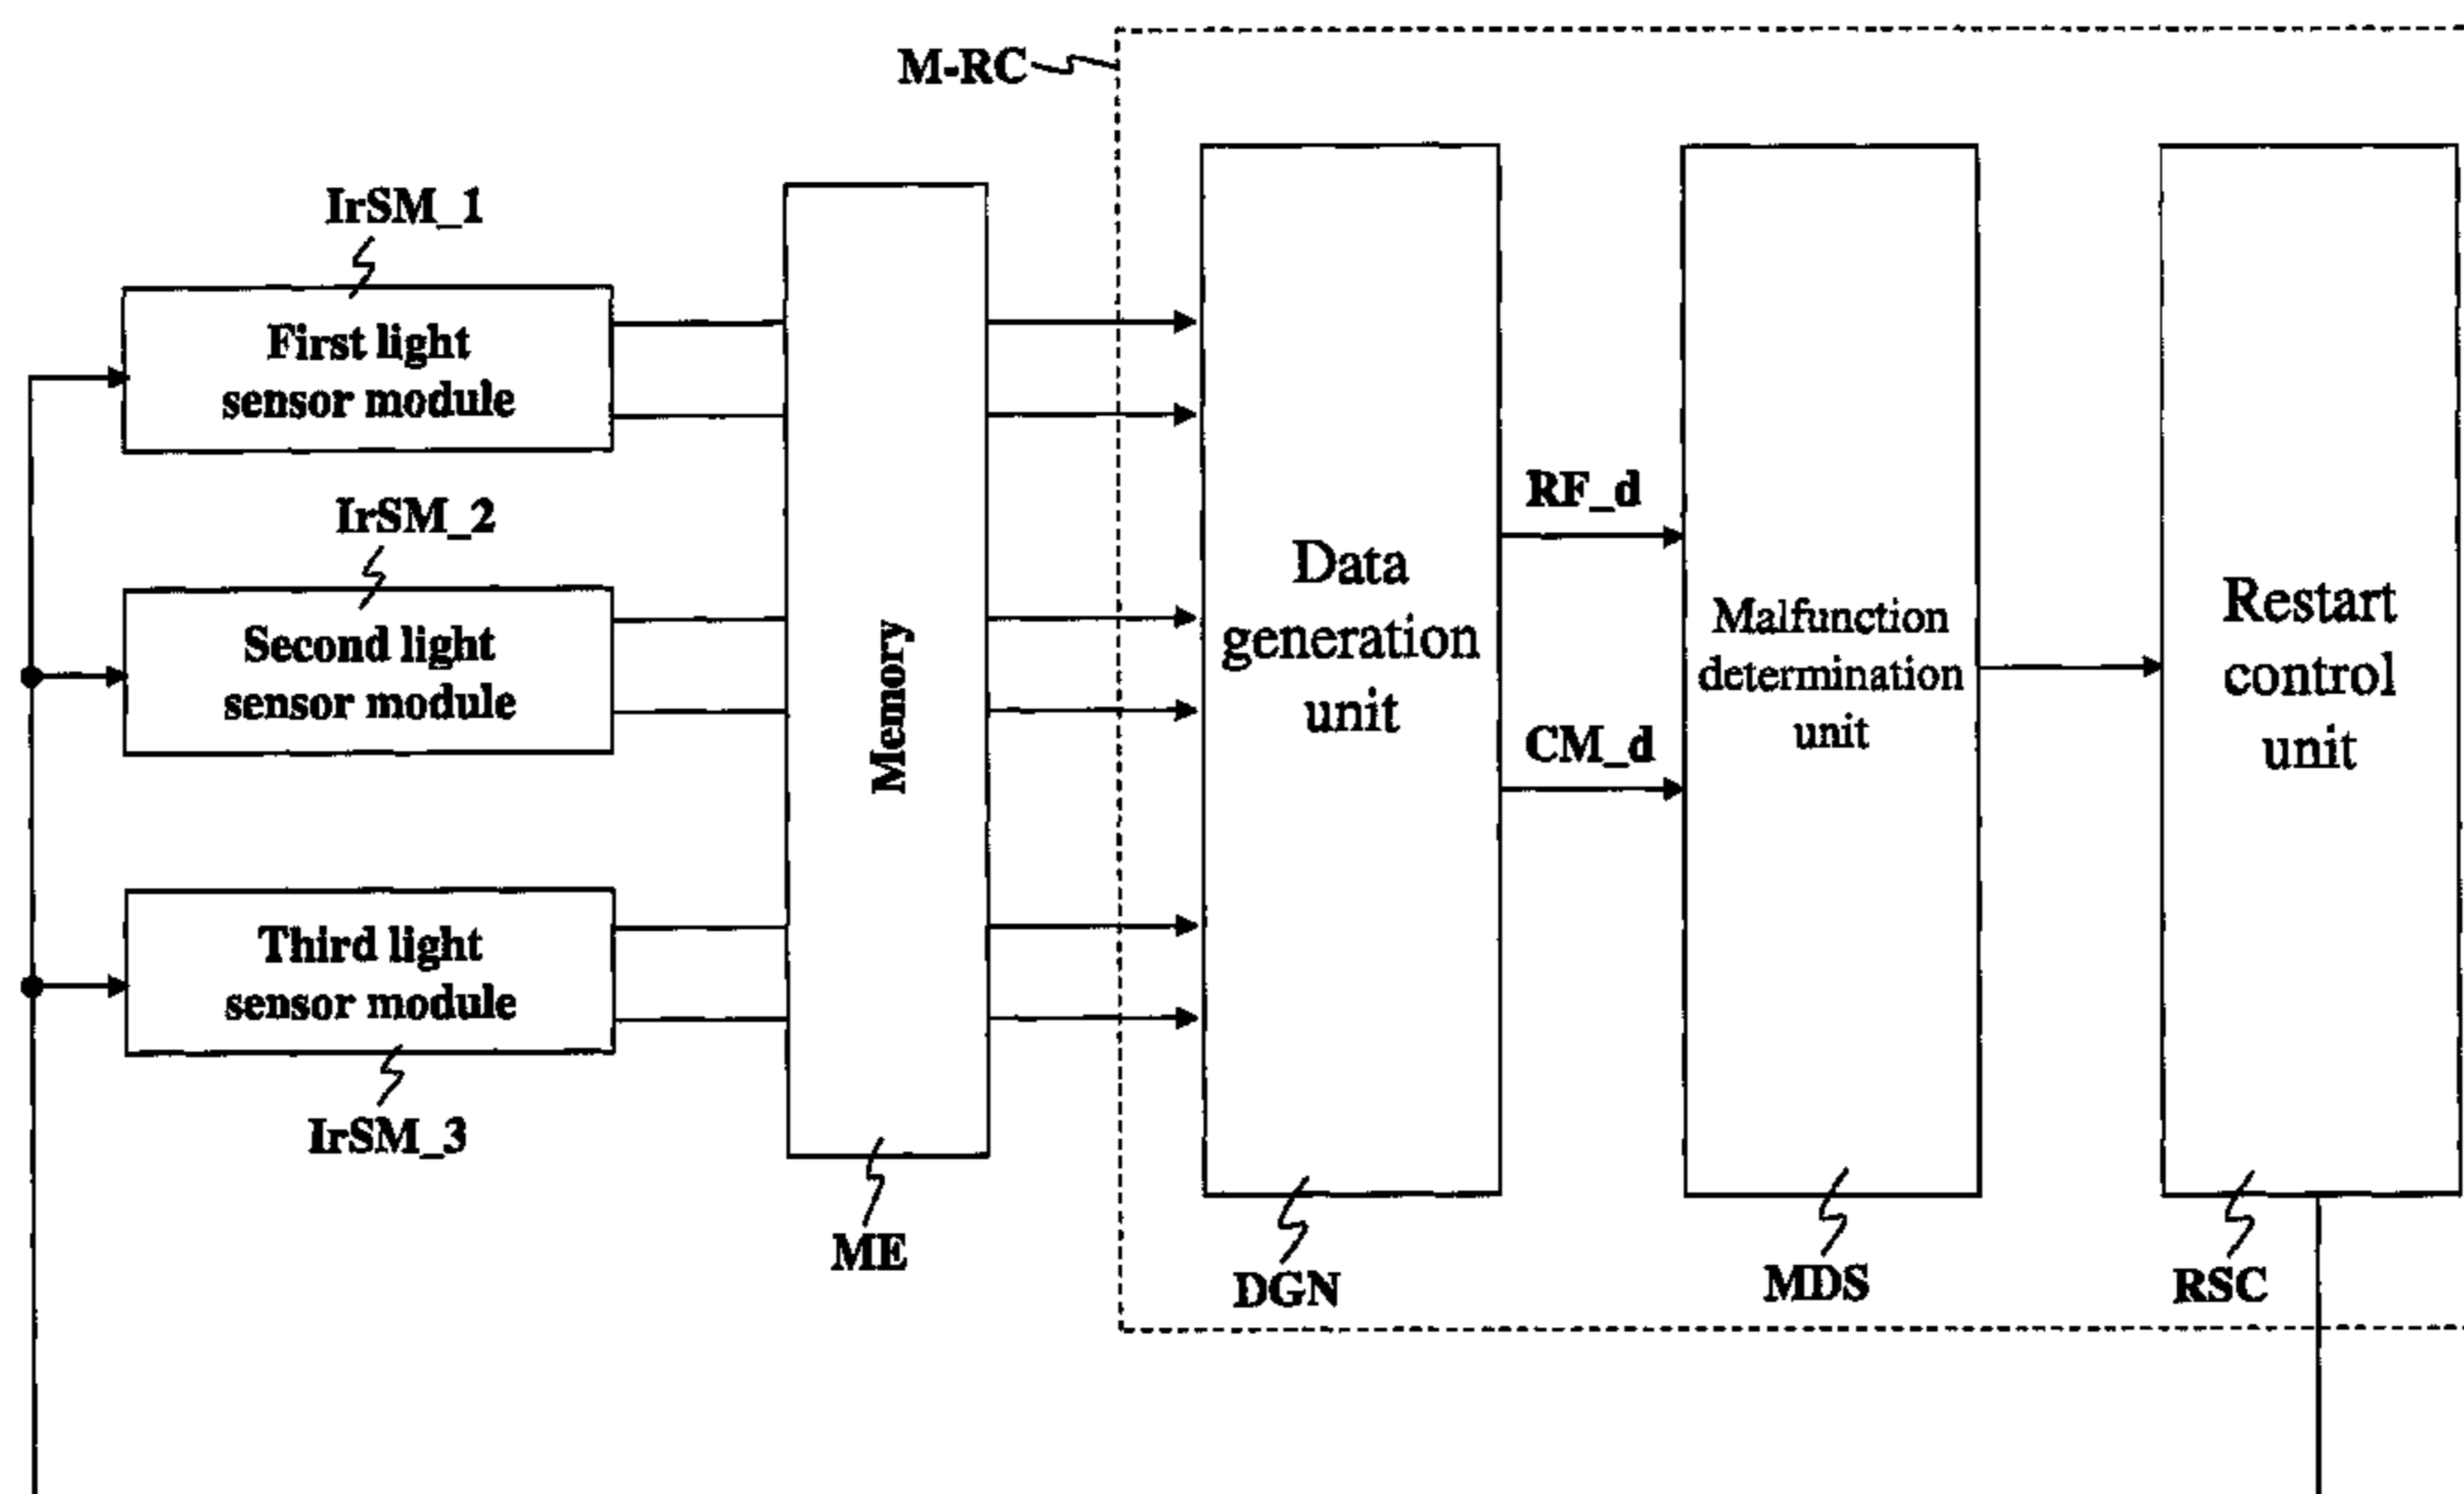 M-RC
IrSM_1
First light
sensor module
IrSM_2
Second light
sensor module
Third light
sensor module
IrSM_3
Memory
ME
Data
generation
unit
DGN
RF_d
CM_d
Malfunction
determination
unit
MDS
Restart
control
unit
RSC